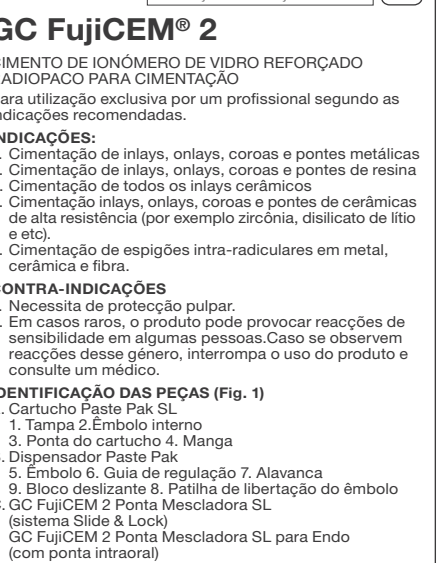 GC FujiCEM® 2
CIMENTO DE IONÓMERO DE VIDRO REFORÇADO
RADIOPACO PARA CIMENTAÇÃO
Para utilização exclusiva por um profissional segundo as
indicações recomendadas.
INDICAÇÕES:
. Cimentação de inlays, onlays, coroas e pontes metálicas
. Cimentação de inlays, onlays, coroas e pontes de resina
. Cimentação de todos os inlays cerâmicos
. Cimentação inlays, onlays, coroas e pontes de cerâmicas
de alta resistência (por exemplo zircônia, disilicato de lítio
e etc).
. Cimentação de espigões intra-radiculares em metal,
cerâmica e fibra.
CONTRA-INDICAÇÕES
. Necessita de protecção pulpar.
. Em casos raros, o produto pode provocar reacções de
sensibilidade em algumas pessoas.Caso se observem
reacções desse género, interrompa o uso do produto e
consulte um médico.
IDENTIFICAÇÃO DAS PEÇAS (Fig. 1)
. Cartucho Paste Pak SL
1. Tampa 2.Êmbolo interno
3. Ponta do cartucho 4. Manga
. Dispensador Paste Pak
5. Êmbolo 6. Guia de regulação 7. Alavanca
9. Bloco deslizante 8. Patilha de libertação do êmbolo
. GC FujiCEM 2 Ponta Mescladora SL
(sistema Slide & Lock)
GC FujiCEM 2 Ponta Mescladora SL para Endo
(com ponta intraoral)